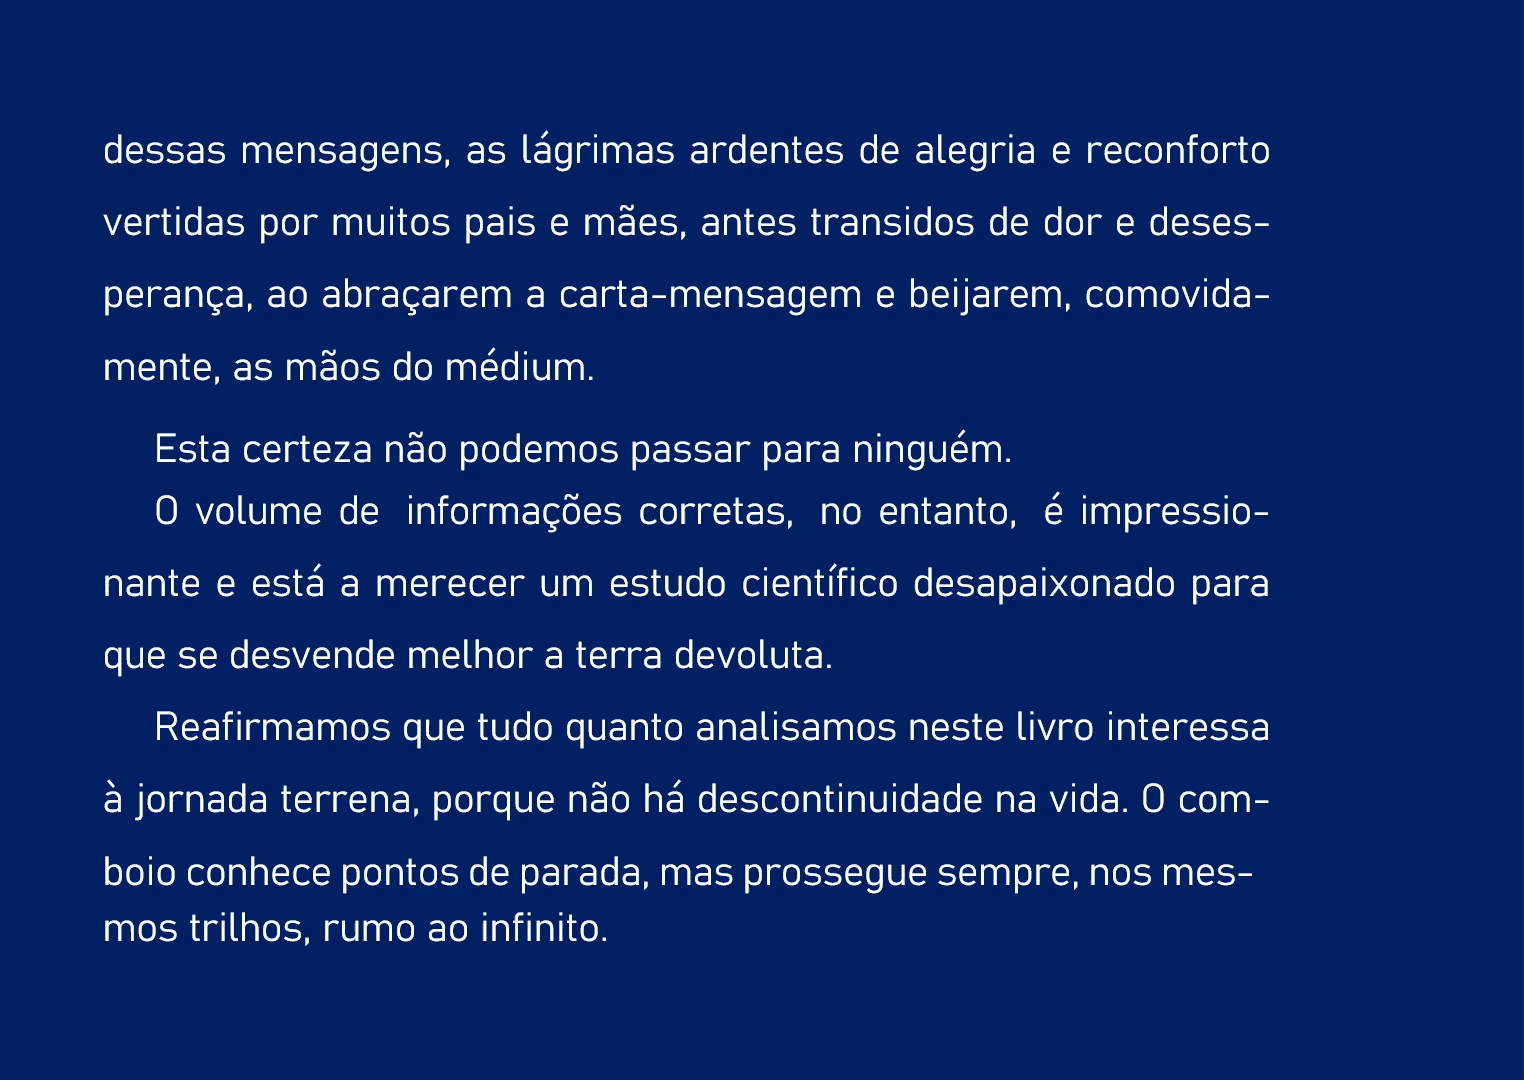 dessas mensagens, as lágrimas ardentes de alegria e reconforto
vertidas por muitos pais e mães, antes transidos de dor e deses-
perança, ao abraçarem a carta-mensagem e beijarem, comovida-
mente, as mãos do médium.
Esta certeza não podemos passar para ninguém.
O volume de informações corretas, no entanto, é impressio-
nante e está a merecer um estudo científico desapaixonado para
que se desvende melhor a terra devoluta.
Reafirmamos que tudo quanto analisamos neste livro interessa
à jornada terrena, porque não há descontinuidade na vida. O com-
boio conhece pontos de parada, mas prossegue sempre, nos mes-
mos trilhos, rumo ao infinito.